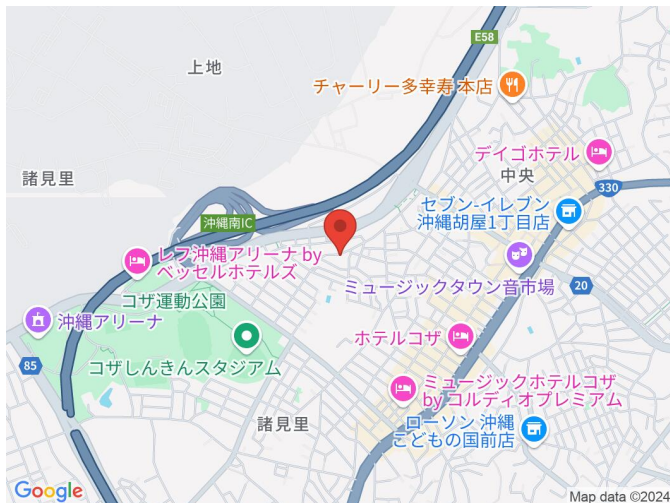 E58
上地
チャーリー多幸寿 本店
デイゴホテル
中央
諸見里
330
セブン-イレブン
沖縄胡屋1丁目店
沖縄南IC
レフ沖縄アリーナ by
ベッセルホテルズ
ミュージックタウン音市場
20
コザ運動公園
沖縄アリーナ
ホテルコザ
85
コザしんきんスタジアム
ミュージックホテルコザ
by コルディオプレミアム
諸見里
ローソン 沖縄
こどもの国前店
Google
Map data ©2024